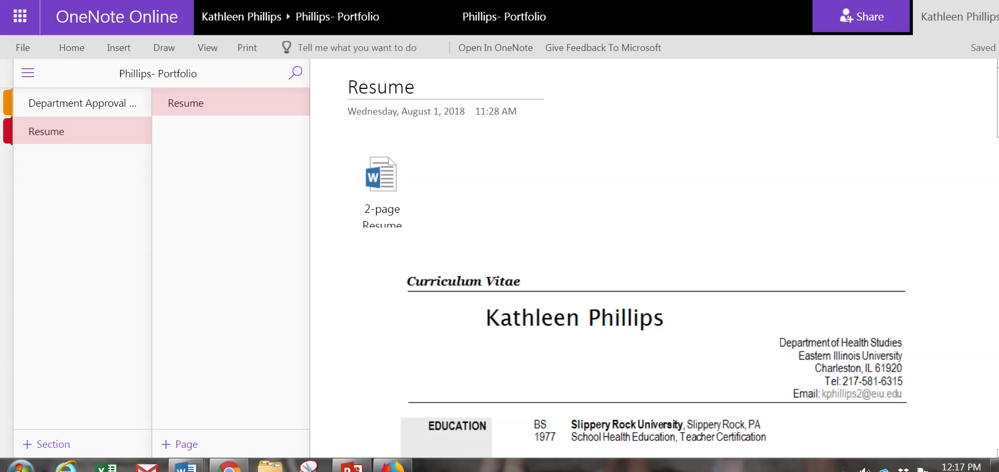 OneNote Online
Kathleen Phillips ▸ Phillips- Portfolio
Phillips- Portfolio
Share
Kathleen Phillips
File Home Insert Draw View Print Tell me what you want to do Open In OneNote Give Feedback To Microsoft Saved
Phillips- Portfolio
Department Approval ...
Resume
Resume
+ Section
+ Page
Resume
Wednesday, August 1, 2018 11:28 AM
W
2-page
Resume
Curriculum Vitae
Kathleen Phillips
Department of Health Studies
Eastern Illinois University
Charleston, IL 61920
Tel: 217-581-6315
Email: kphillips2@eiu.edu
EDUCATION
BS Slippery Rock University, Slippery Rock, PA
1977 School Health Education, Teacher Certification
12:17 PM